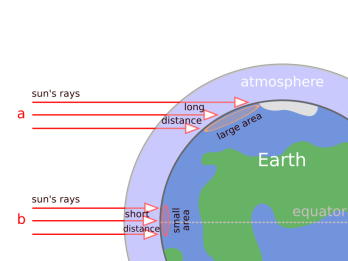 atmosphere
sun's rays
long
a
distance
large area
Earth
sun's rays
short
small
area
equator
b
distance